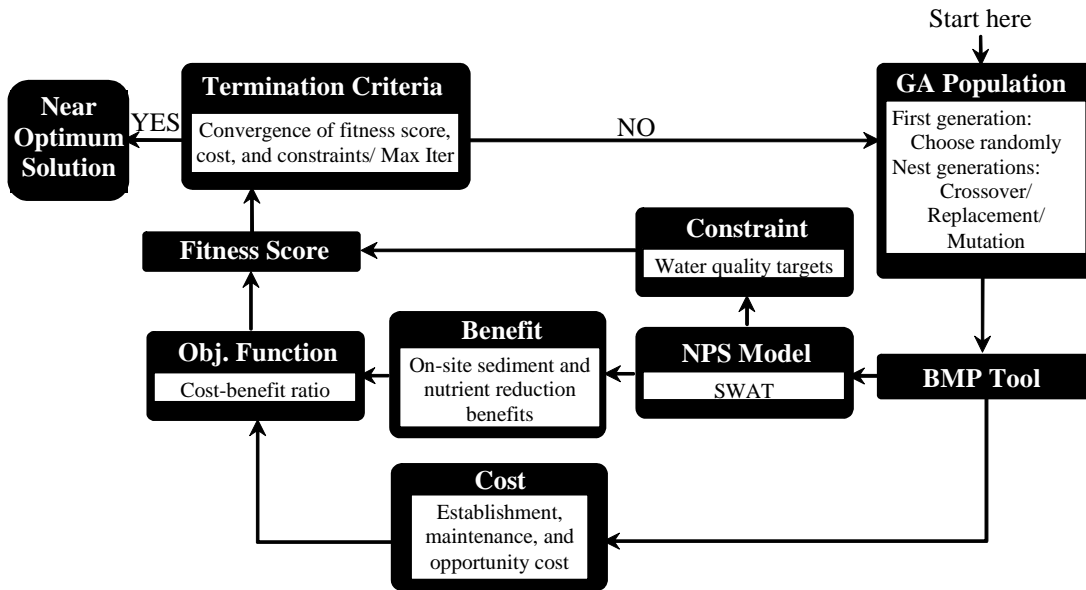 Start here
GA Population
First generation:
Choose randomly
Nest generations:
Crossover/
Replacement/
Mutation
Termination Criteria
Convergence of fitness score,
cost, and constraints/ Max Iter
YES
NO
Near
Optimum
Solution
Fitness Score
Constraint
Water quality targets
Obj. Function
Cost-benefit ratio
Benefit
On-site sediment and
nutrient reduction
benefits
NPS Model
SWAT
BMP Tool
Cost
Establishment,
maintenance, and
opportunity cost